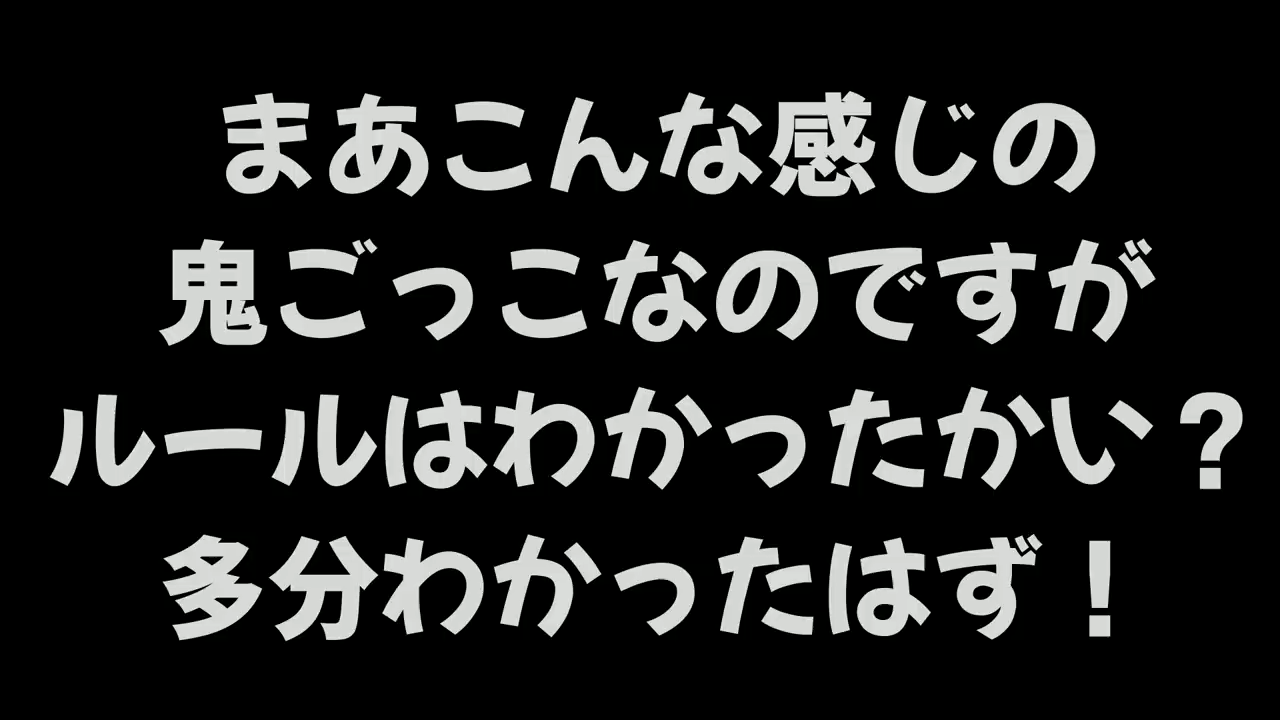 まあこんな感じの
鬼ごっこなのですが
ルールはわかったかい？
多分わかったはず！